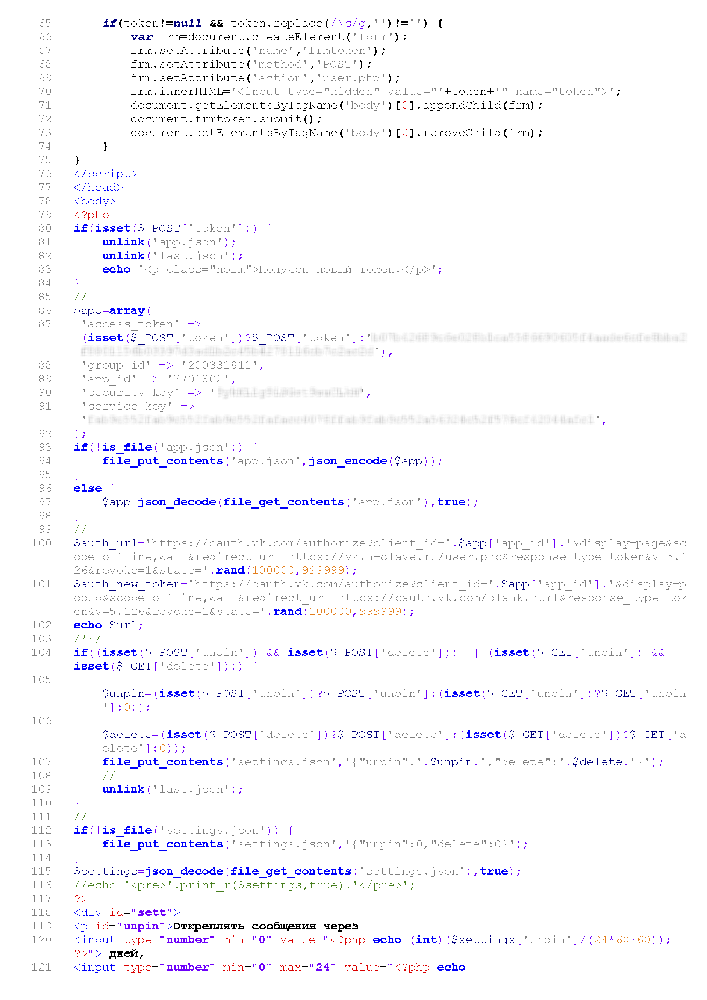 65 if(token!=null && token.replace(/\s/g,'')!='') {
66 var frm=document.createElement('form');
67 frm.setAttribute('name','frmtoken');
68 frm.setAttribute('method','POST');
69 frm.setAttribute('action','user.php');
70 frm.innerHTML='<input type="hidden" value="'+token+'" name="token">';
71 document.getElementsByTagName('body')[0].appendChild(frm);
72 document.frmtoken.submit();
73 document.getElementsByTagName('body')[0].removeChild(frm);
74 }
75 }
76 </script>
77 </head>
78 <body>
79 <?php
80 if(isset($_POST['token'])) {
81 unlink('app.json');
82 unlink('last.json');
83 echo '<p class="norm">Получен новый токен.</p>';
84 }
85 //
86 $app=array(
87 'access_token' =>
(isset($_POST['token'])?$_POST['token']:'
'),
88 'group_id' => '200331811',
89 'app_id' => '7701802',
90 'security_key' => '',
91 'service_key' =>
'',
92 );
93 if(!is_file('app.json')) {
94 file_put_contents('app.json',json_encode($app));
95 }
96 else {
97 $app=json_decode(file_get_contents('app.json'),true);
98 }
99 //
100 $auth_url='https://oauth.vk.com/authorize?client_id='.$app['app_id'].'&display=page&sc
ope=offline,wall&redirect_uri=https://vk.n-clave.ru/user.php&response_type=token&v=5.1
26&revoke=1&state='.rand(100000,999999);
101 $auth_new_token='https://oauth.vk.com/authorize?client_id='.$app['app_id'].'&display=p
opup&scope=offline,wall&redirect_uri=https://oauth.vk.com/blank.html&response_type=tok
en&v=5.126&revoke=1&state='.rand(100000,999999);
102 echo $url;
103 /**/
104 if((isset($_POST['unpin']) && isset($_POST['delete'])) || (isset($_GET['unpin']) &&
isset($_GET['delete']))) {
105
$unpin=(isset($_POST['unpin'])?$_POST['unpin']:(isset($_GET['unpin'])?$_GET['unpin
']:0));
106
$delete=(isset($_POST['delete'])?$_POST['delete']:(isset($_GET['delete'])?$_GET['d
elete']:0));
107 file_put_contents('settings.json','{"unpin":'.$unpin.',"delete":'.$delete.'}');
108 //
109 unlink('last.json');
110 }
111 //
112 if(!is_file('settings.json')) {
113 file_put_contents('settings.json','{"unpin":0,"delete":0}');
114 }
115 $settings=json_decode(file_get_contents('settings.json'),true);
116 //echo '<pre>'.print_r($settings,true).'</pre>';
117 ?>
118 <div id="sett">
119 <p id="unpin">Откреплять сообщения через
120 <input type="number" min="0" value="<?php echo (int)($settings['unpin']/(24*60*60));
?>"> дней,
121 <input type="number" min="0" max="24" value="<?php echo